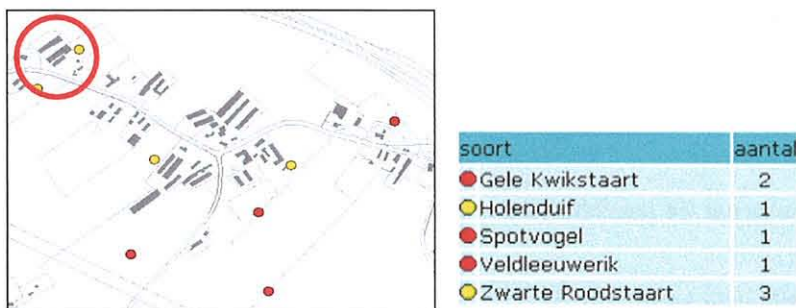 soort aantal
Gele Kwikstaart 2
Holenduif 1
Spotvogel 1
Veldleeuwerik 1
Zwarte Roodstaart 3